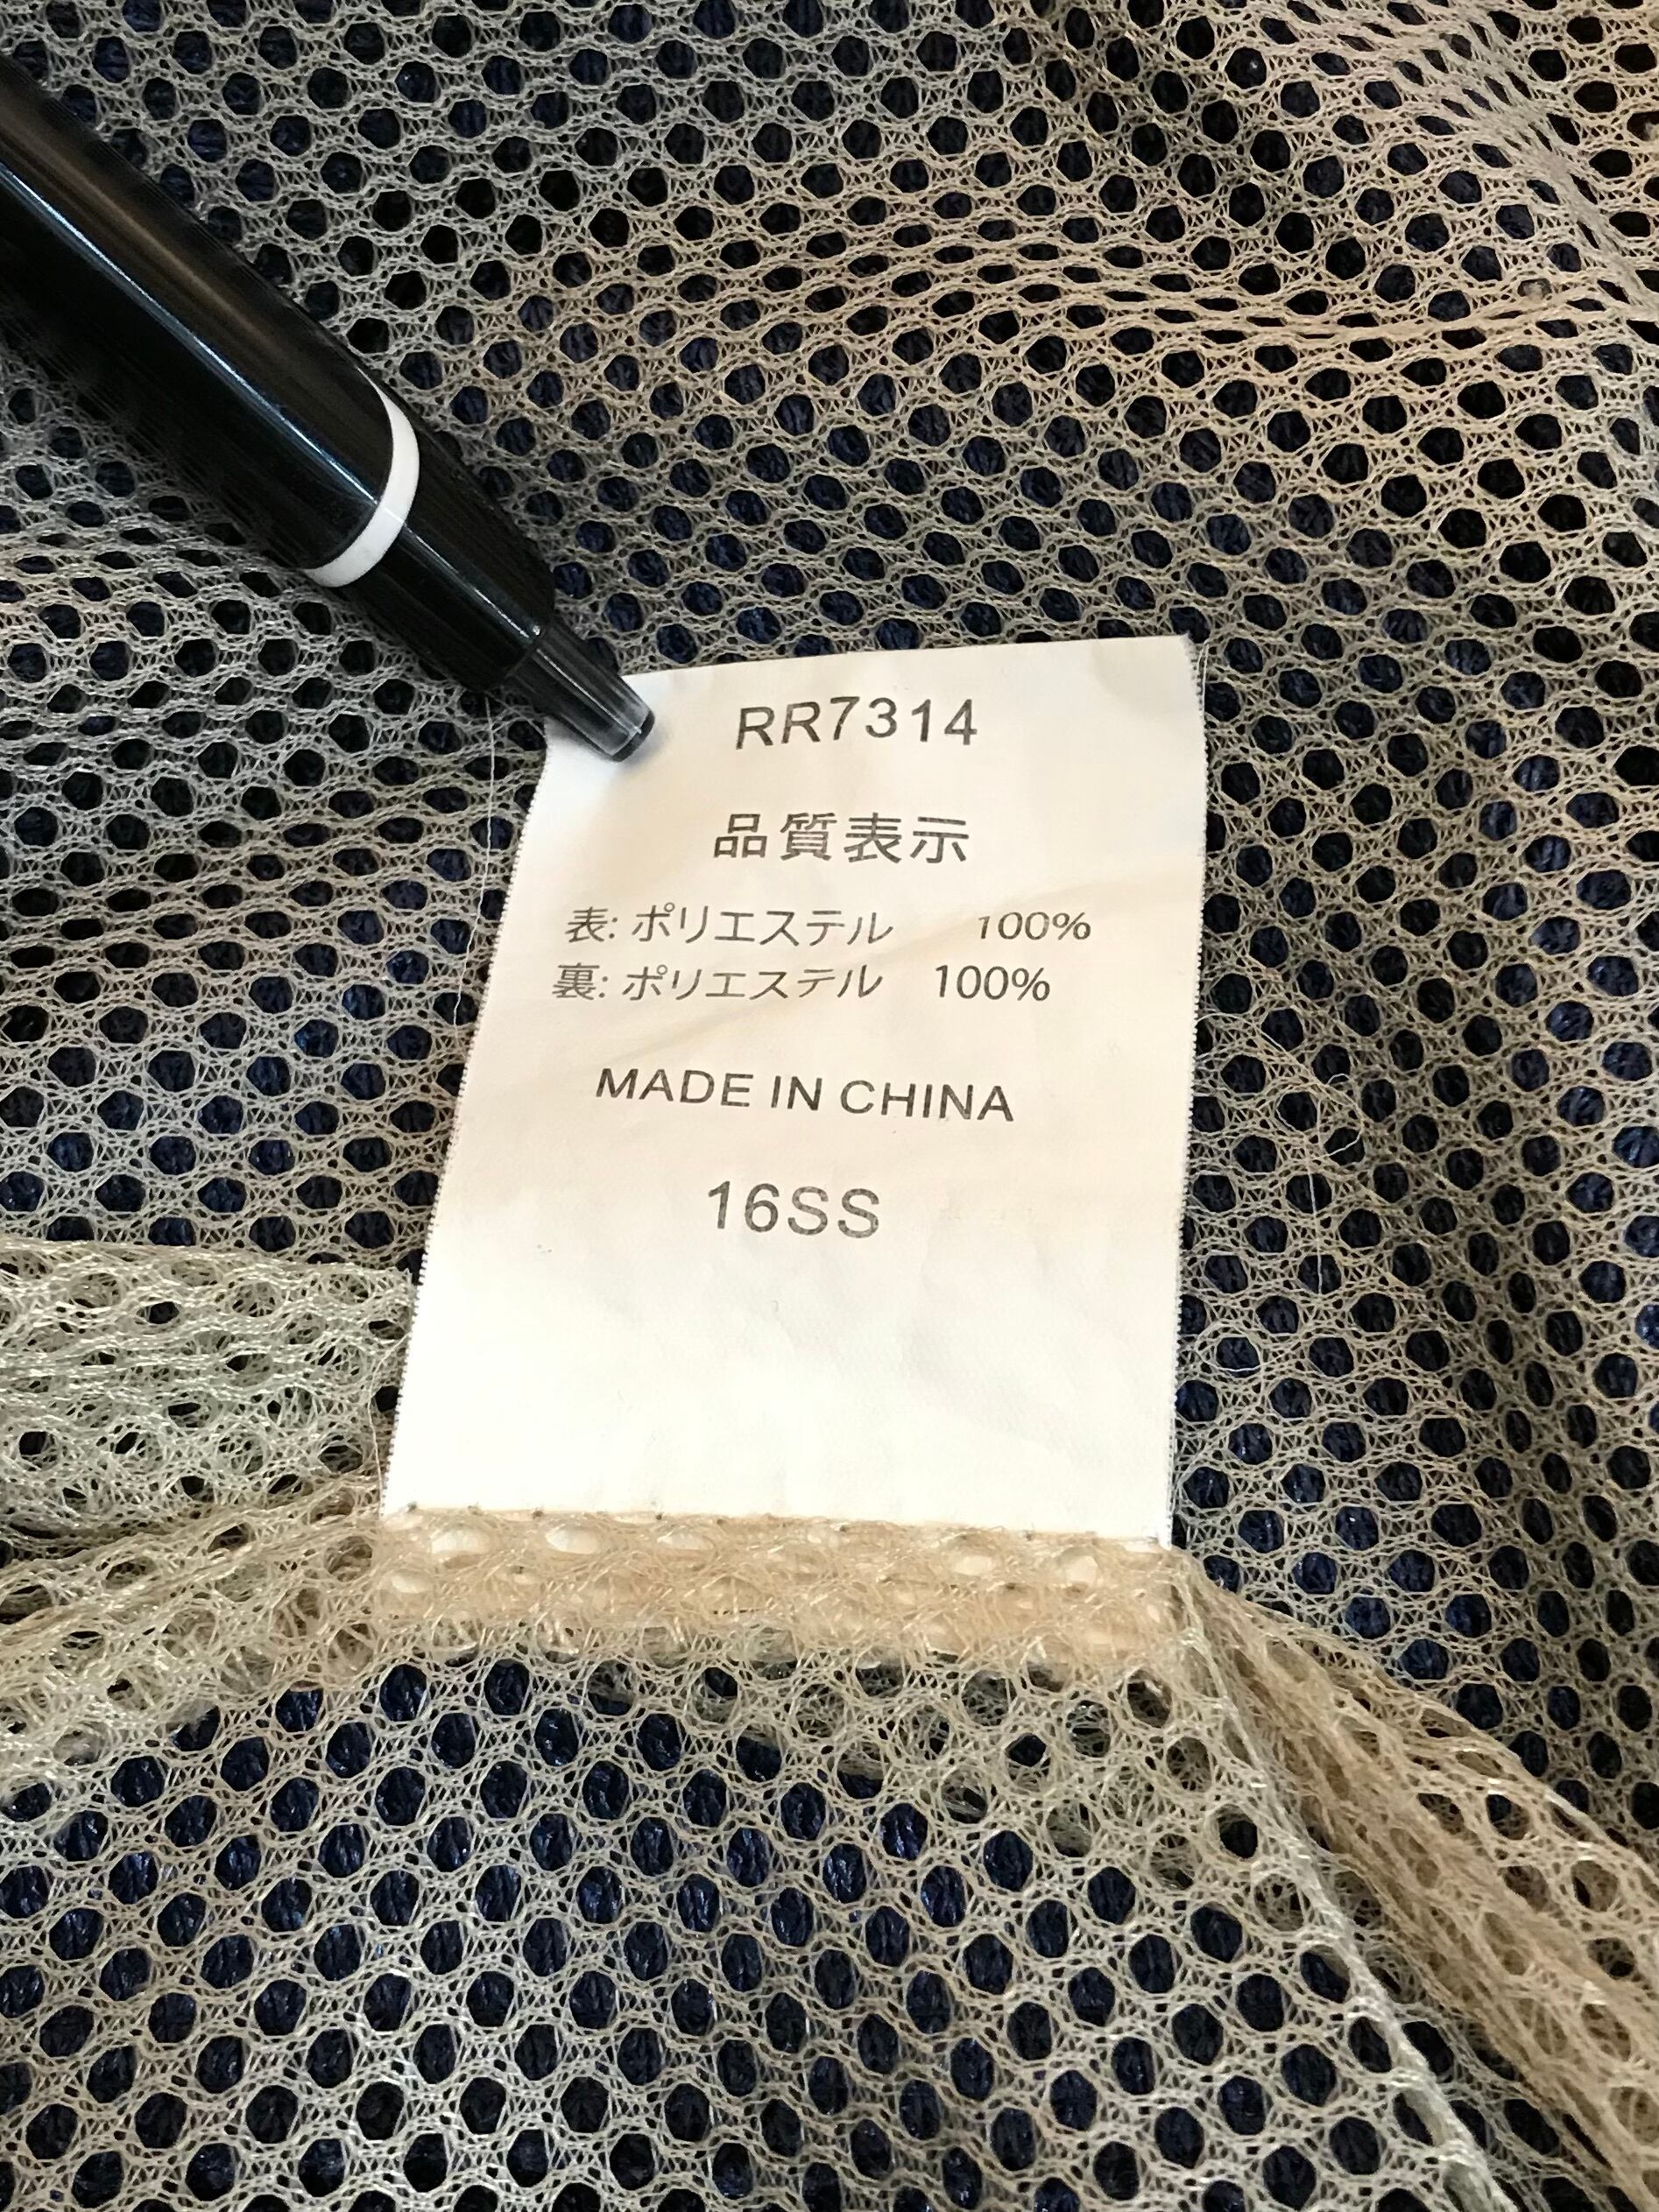 RR7314
品質表示
表: ポリエステル 100%
裏: ポリエステル 100%
MADE IN CHINA
16SS